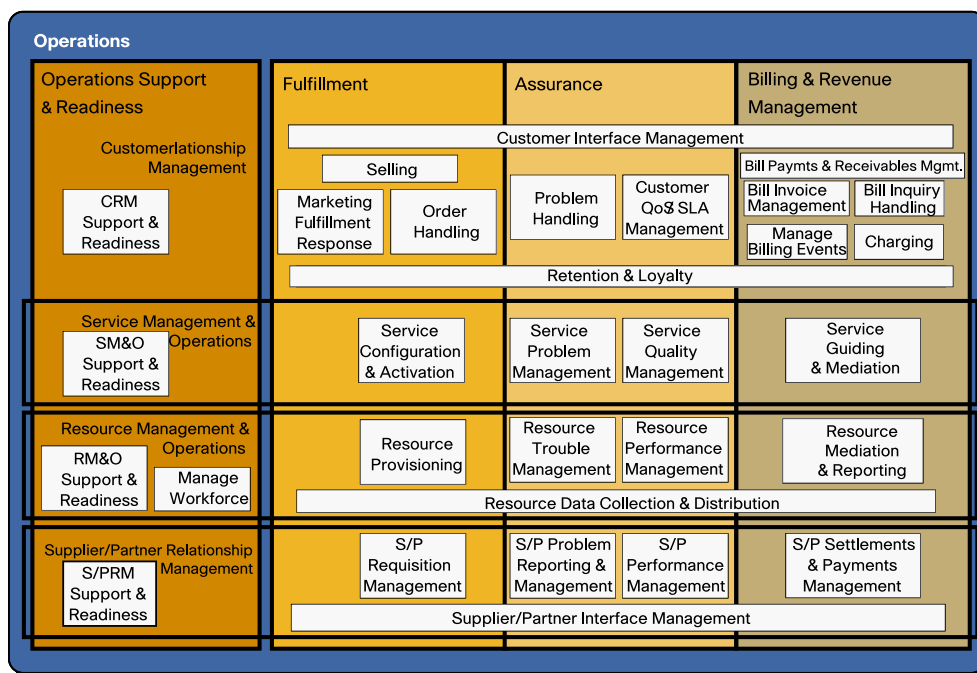 Operations
Operations Support
& Readiness
Fulfillment
Assurance
Billing & Revenue
Management
Customerlationship
Management
Customer Interface Management
Selling
Bill Paymts & Receivables Mgmt.
CRM
Support &
Readiness
Marketing
Fulfillment
Response
Order
Handling
Problem
Handling
Customer
QoS/ SLA
Management
Bill Invoice
Management
Bill Inquiry
Handling
Manage
Billing Events
Charging
Retention & Loyalty
Service Management &
Operations
SM&O
Support &
Readiness
Service
Configuration
& Activation
Service
Problem
Management
Service
Quality
Management
Service
Guiding
& Mediation
Resource Management &
Operations
RM&O
Support &
Readiness
Manage
Workforce
Resource
Provisioning
Resource
Trouble
Management
Resource
Performance
Management
Resource
Mediation
& Reporting
Resource Data Collection & Distribution
Supplier/Partner Relationship
Management
S/PRM
Support &
Readiness
S/P
Requisition
Management
S/P Problem
Reporting &
Management
S/P
Performance
Management
S/P Settlements
& Payments
Management
Supplier/Partner Interface Management